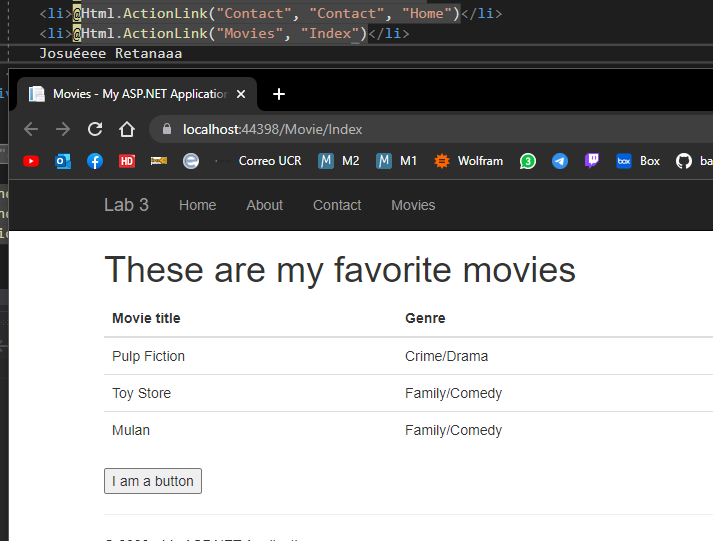 <li>@Html.ActionLink("Contact", "Contact", "Home")</li>
<li>@Html.ActionLink("Movies", "Index")</li>
Josuéeee Retanaaa
Movies - My ASP.NET Application
localhost:44398/Movie/Index
HD Correo UCR M M2 M M1 Wolfram 3 box Box ba
Lab 3 Home About Contact Movies
These are my favorite movies
Movie title Genre
Pulp Fiction Crime/Drama
Toy Store Family/Comedy
Mulan Family/Comedy
I am a button